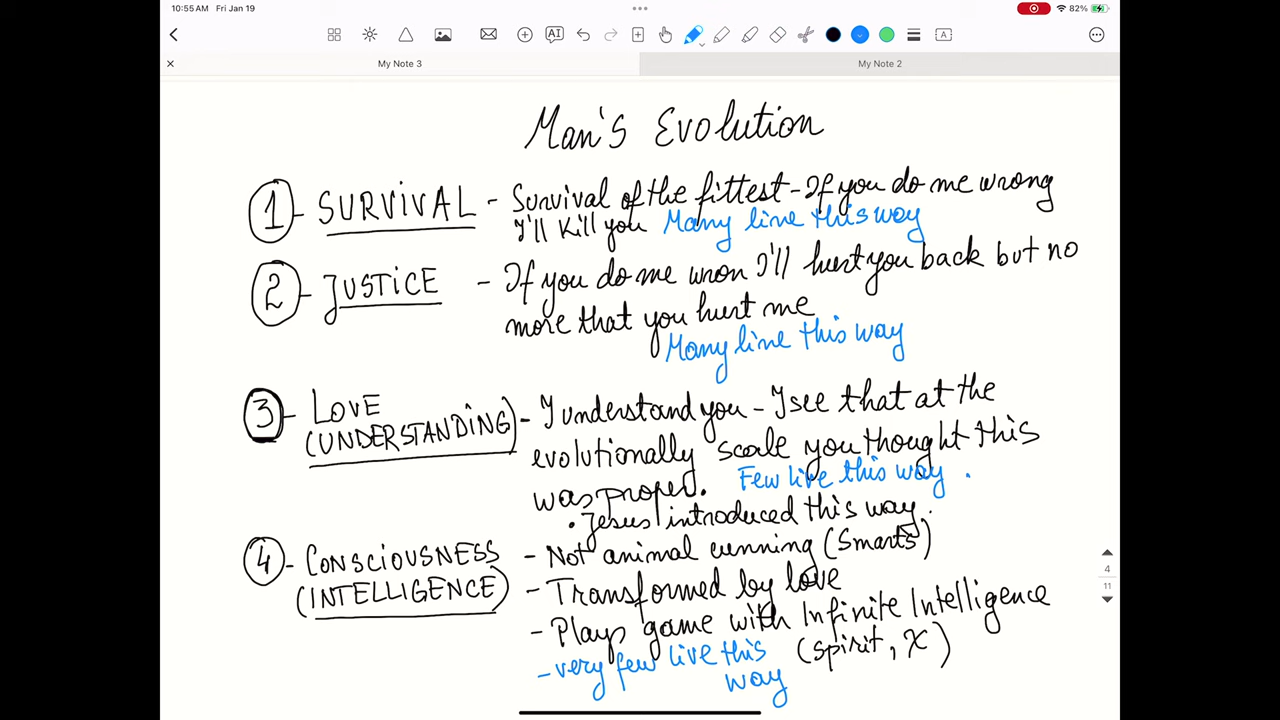 10:55 AM Fri Jan 19
82%
My Note 3
My Note 2
Man's Evolution
1 - SURVIVAL - Survival of the fittest - If you do me wrong
I'll kill you Many line this way
2 - JUSTICE - If you do me wron I'll hurt you back but no
more that you hurt me
Many line this way
3 - LOVE
(UNDERSTANDING) - I understand you - I see that at the
evolutionally scale you thought this
was proper. Few live this way.
• Jesus introduced this way.
4 - CONSCIOUSNESS - Not animal cunning (Smarts)
(INTELLIGENCE) - Transformed by love
- Plays game with Infinite Intelligence
(spirit, X)
- very few live this
way
4
11